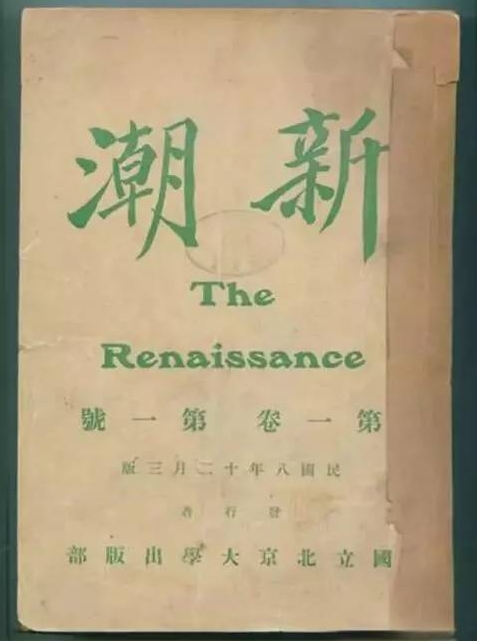 新潮
The
Renaissance
第一卷 第一號
民國八年十二月三版
發行者
國立北京大學出版部